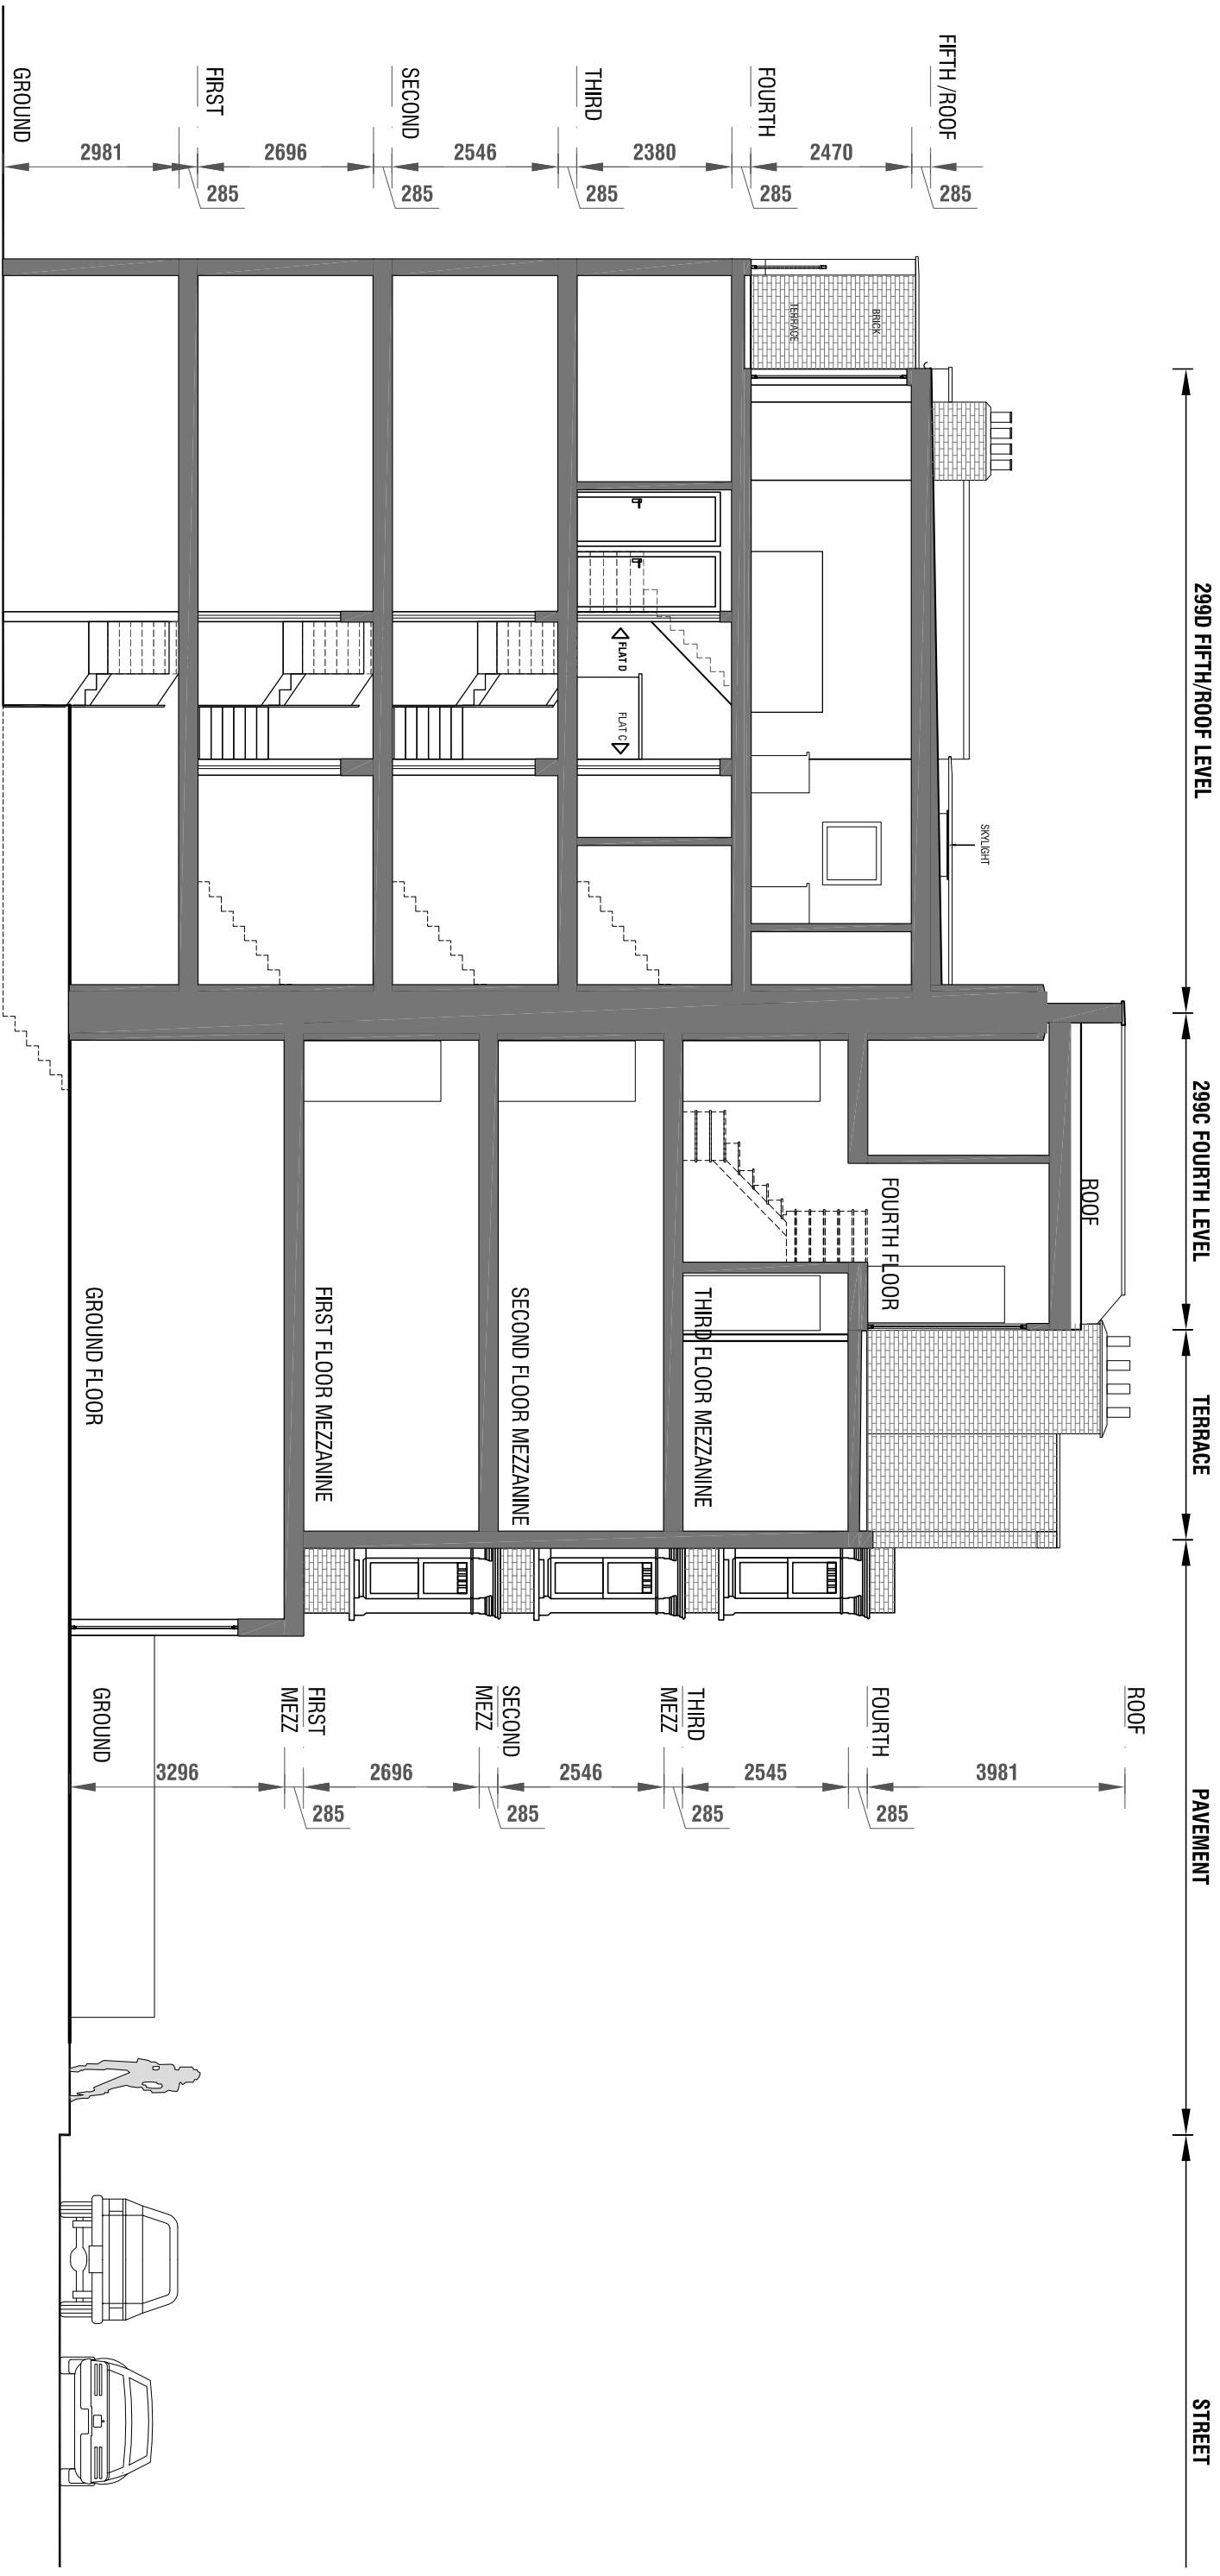 299D FIFTH/ROOF LEVEL
299C FOURTH LEVEL
TERRACE
PAVEMENT
STREET
FIFTH /ROOF
285
2470
FOURTH
285
2380
THIRD
285
2546
SECOND
285
2696
FIRST
285
2981
GROUND
BRICK
TERRACE
SKYLIGHT
FLAT D
FLAT C
ROOF
FOURTH FLOOR
THIRD FLOOR MEZZANINE
SECOND FLOOR MEZZANINE
FIRST FLOOR MEZZANINE
GROUND FLOOR
ROOF
3981
FOURTH
285
2545
THIRD
MEZZ
285
2546
SECOND
MEZZ
285
2696
FIRST
MEZZ
285
3296
GROUND